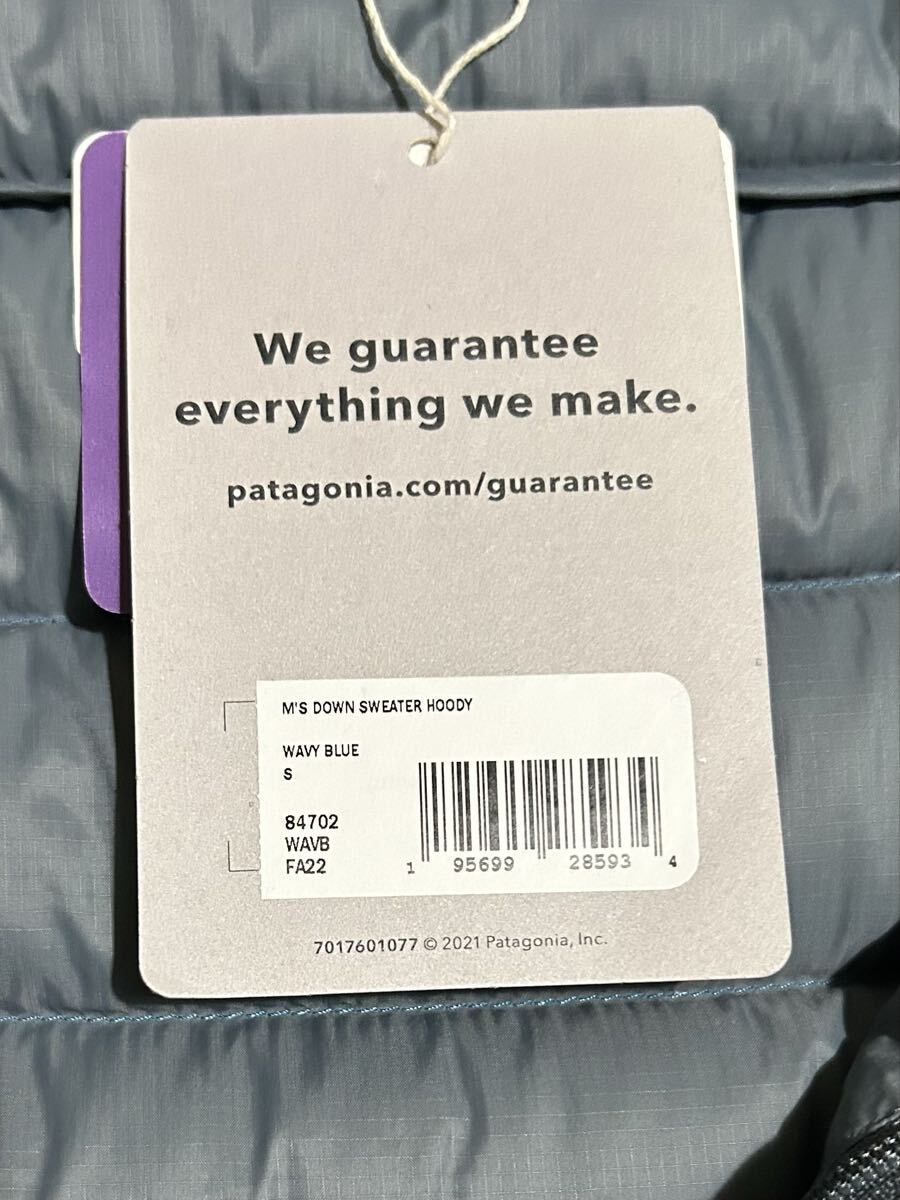 We guarantee
everything we make.
patagonia.com/guarantee
M'S DOWN SWEATER HOODY
WAVY BLUE
S
84702
WAVB
FA22
1 95699 28593 4
7017601077 © 2021 Patagonia, Inc.